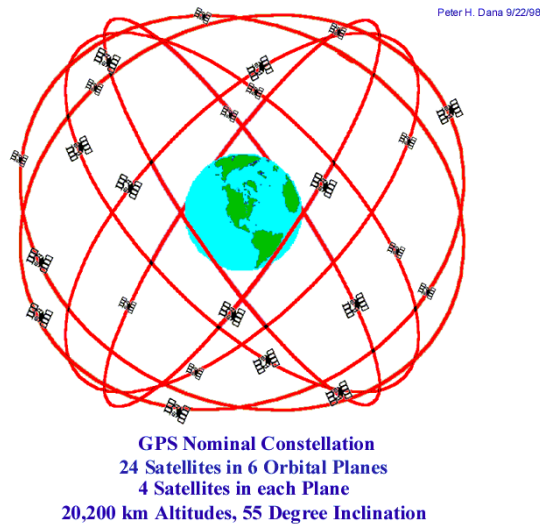 Peter H. Dana 9/22/98
GPS Nominal Constellation
24 Satellites in 6 Orbital Planes
4 Satellites in each Plane
20,200 km Altitudes, 55 Degree Inclination